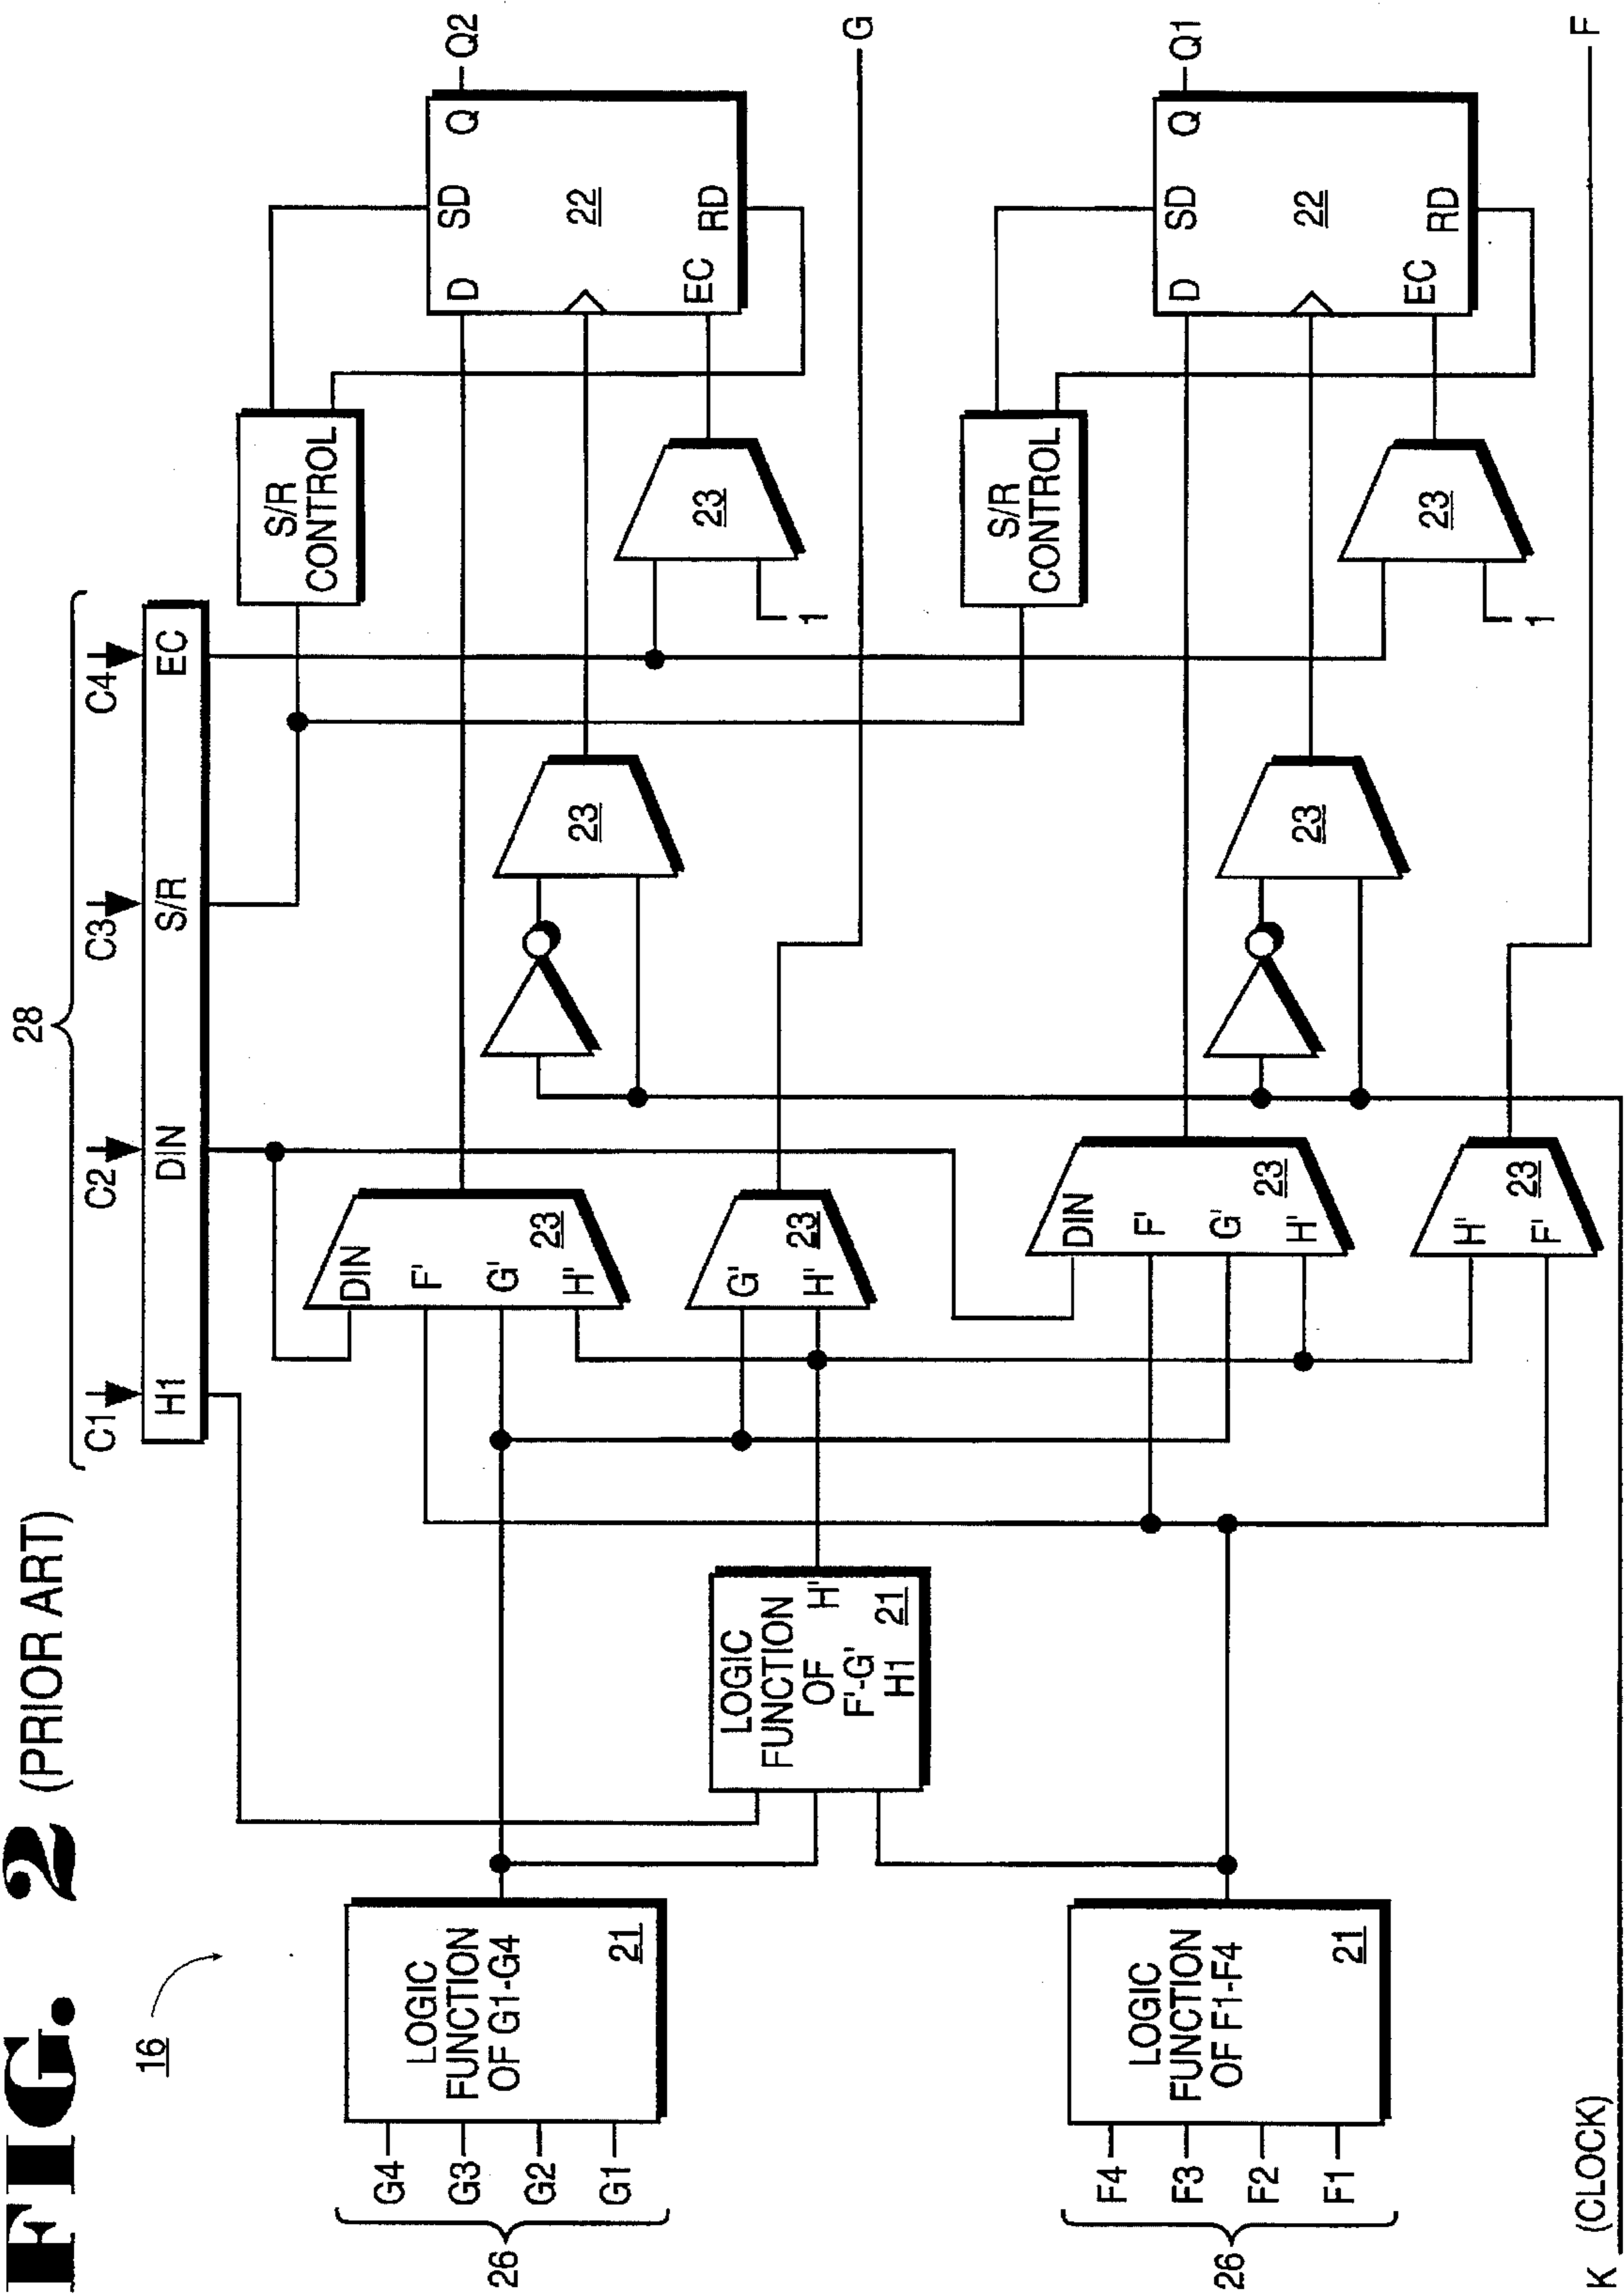 FIG. 2 (PRIOR ART)
16
28
C1
C2
C3
C4
H1
DIN
S/R
EC
S/R
CONTROL
D
SD
Q
Q2
22
EC
RD
23
1
G4
G3
G2
G1
26
LOGIC
FUNCTION
OF G1-G4
21
DIN
F'
G'
H'
23
23
G'
H'
23
G
LOGIC
FUNCTION
OF
F'-G'
H1
H'
21
S/R
CONTROL
D
SD
Q
Q1
22
EC
RD
23
1
F4
F3
F2
F1
26
LOGIC
FUNCTION
OF F1-F4
21
DIN
F'
G'
H'
23
23
H'
F'
23
F
K (CLOCK)